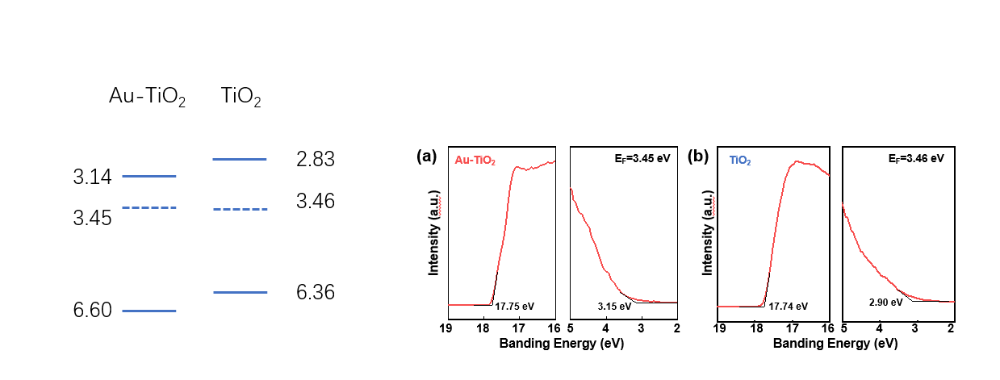 Au-TiO₂ TiO₂
2.83
3.14
3.46
3.45
6.36
6.60
(a)
Au-TiO₂
E_F=3.45 eV
Intensity (a.u.)
17.75 eV
3.15 eV
19 18 17 16 5 4 3 2
Banding Energy (eV)
(b)
TiO₂
E_F=3.46 eV
Intensity (a.u.)
17.74 eV
2.90 eV
19 18 17 16 5 4 3 2
Banding Energy (eV)